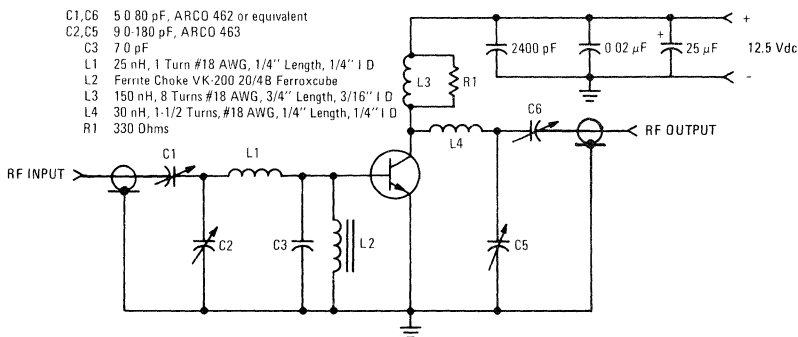 C1,C6 5 0 80 pF, ARCO 462 or equivalent
C2,C5 9 0-180 pF, ARCO 463
C3 7 0 pF
L1 25 nH, 1 Turn #18 AWG, 1/4" Length, 1/4" I D
L2 Ferrite Choke VK-200 20/4B Ferroxcube
L3 150 nH, 8 Turns #18 AWG, 3/4" Length, 3/16" I D
L4 30 nH, 1-1/2 Turns, #18 AWG, 1/4" Length, 1/4" I D
R1 330 Ohms
+
2400 pF
0 02 μF
+
25 μF
12.5 Vdc
-
L3
R1
C6
RF OUTPUT
L4
C1
L1
RF INPUT
C2
C3
L2
C5